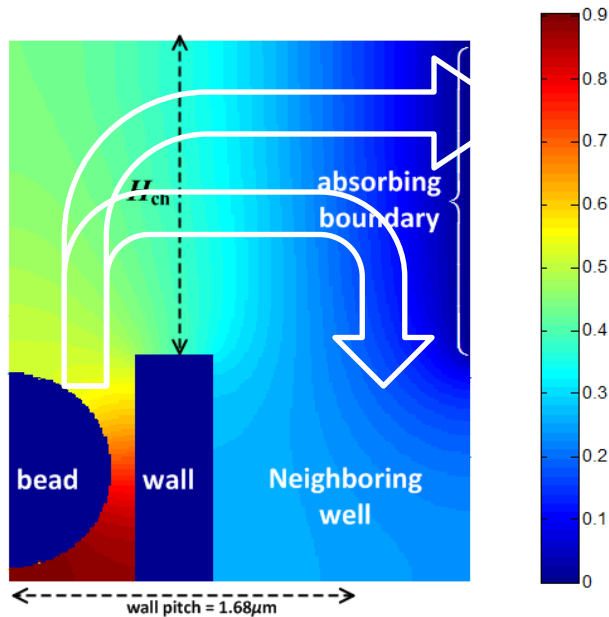 H_ch
absorbing
boundary
bead
wall
Neighboring
well
wall pitch = 1.68μm
0.9
0.8
0.7
0.6
0.5
0.4
0.3
0.2
0.1
0